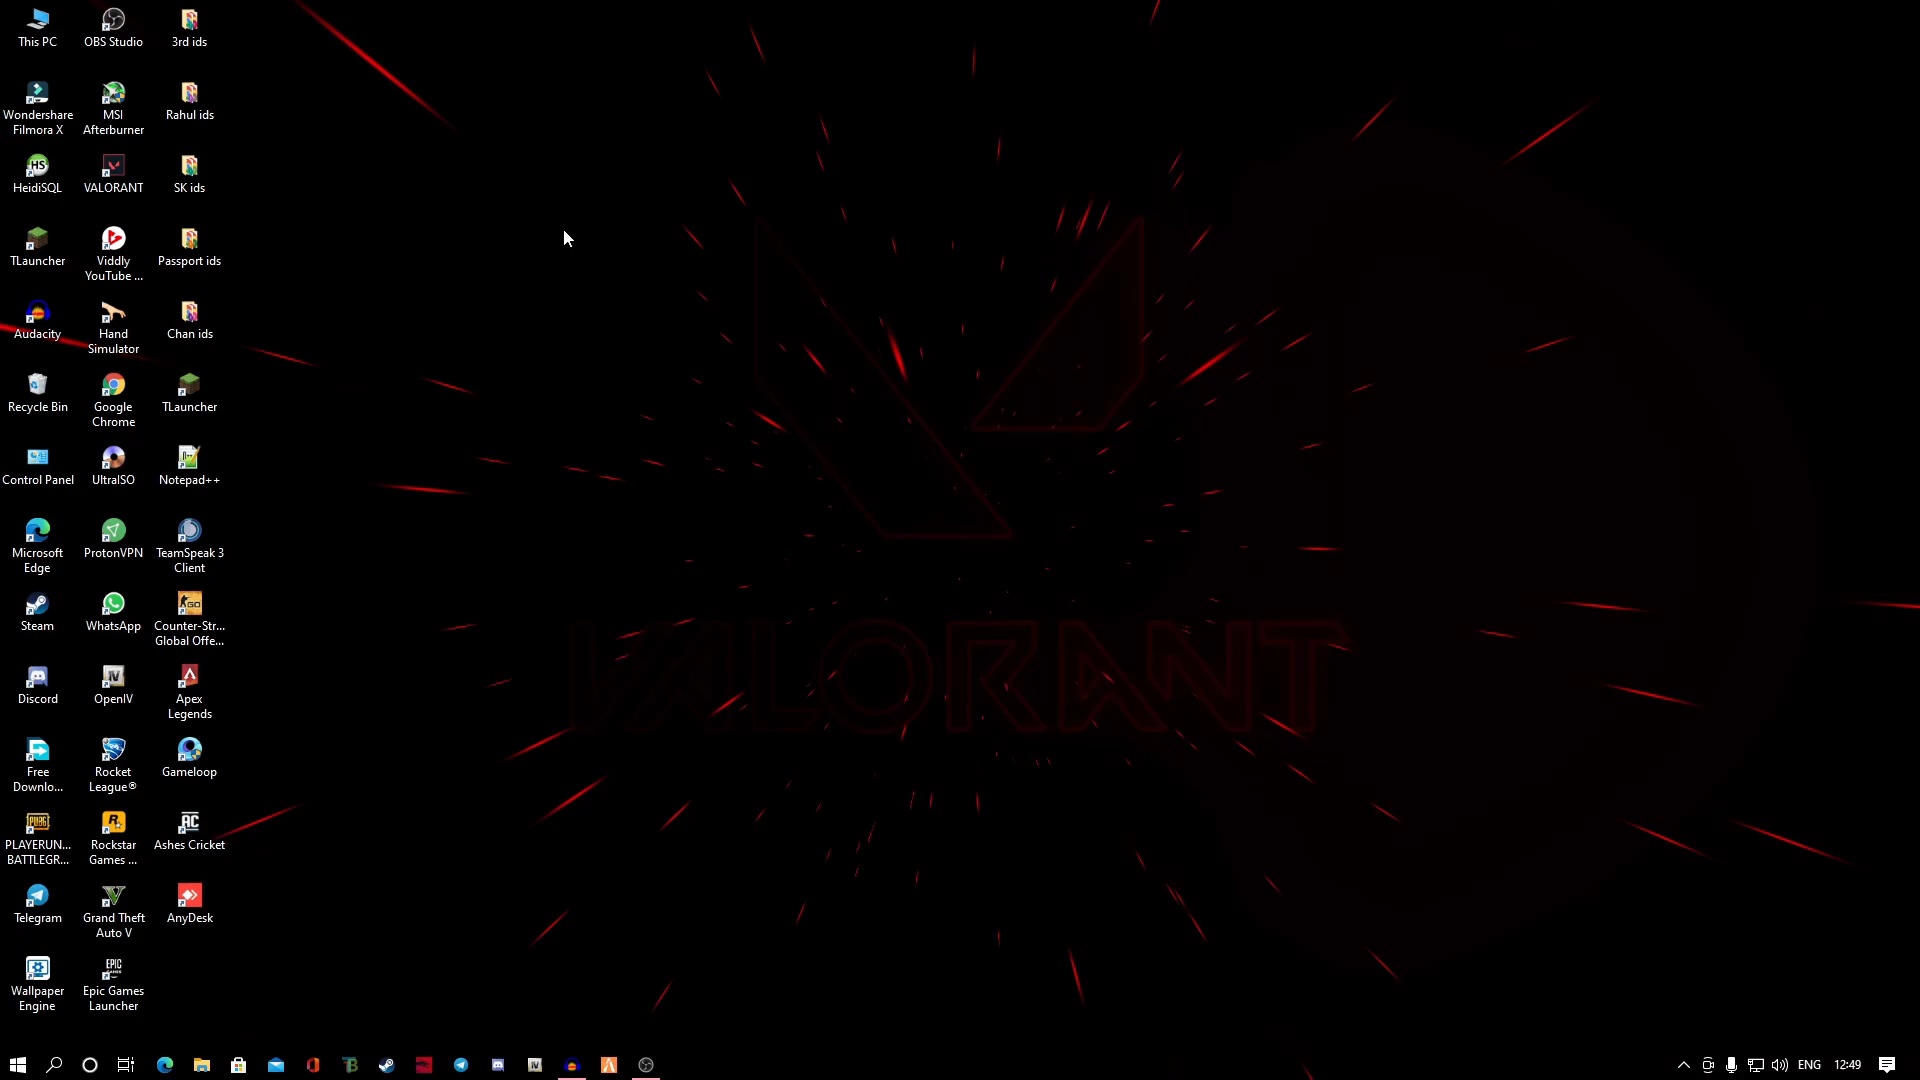 This PC
OBS Studio
3rd ids
Wondershare
Filmora X
MSI
Afterburner
Rahul ids
HeidiSQL
VALORANT
SK ids
TLauncher
Viddly
YouTube ...
Passport ids
Audacity
Hand
Simulator
Chan ids
Recycle Bin
Google
Chrome
TLauncher
Control Panel
UltraISO
Notepad++
Microsoft
Edge
ProtonVPN
TeamSpeak 3
Client
Steam
WhatsApp
Counter-Str...
Global Offe...
Discord
OpenIV
Apex
Legends
Free
Downlo...
Rocket
League®
Gameloop
PLAYERUN...
BATTLEGR...
Rockstar
Games ...
Ashes Cricket
Telegram
Grand Theft
Auto V
AnyDesk
Wallpaper
Engine
Epic Games
Launcher
VALORANT
ENG
12:49